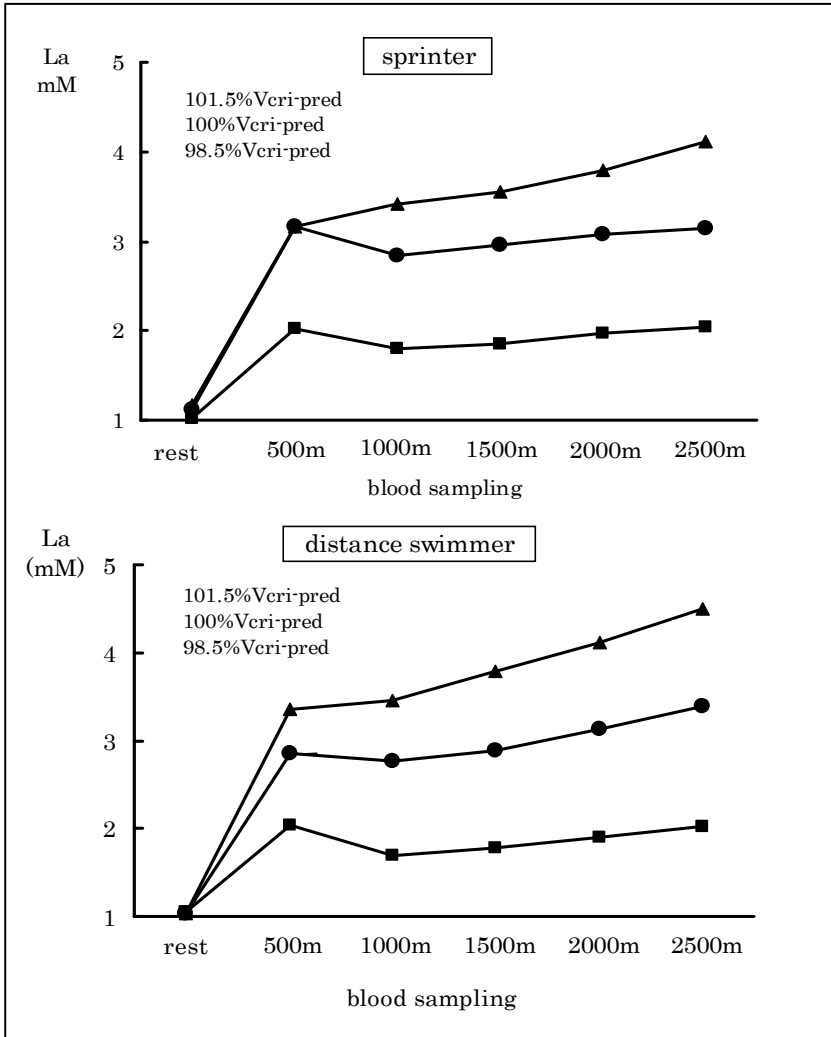 La
mM
sprinter
101.5%Vcri-pred
100%Vcri-pred
98.5%Vcri-pred
5
4
3
2
1
rest 500m 1000m 1500m 2000m 2500m
blood sampling
La
(mM)
distance swimmer
101.5%Vcri-pred
100%Vcri-pred
98.5%Vcri-pred
5
4
3
2
1
rest 500m 1000m 1500m 2000m 2500m
blood sampling